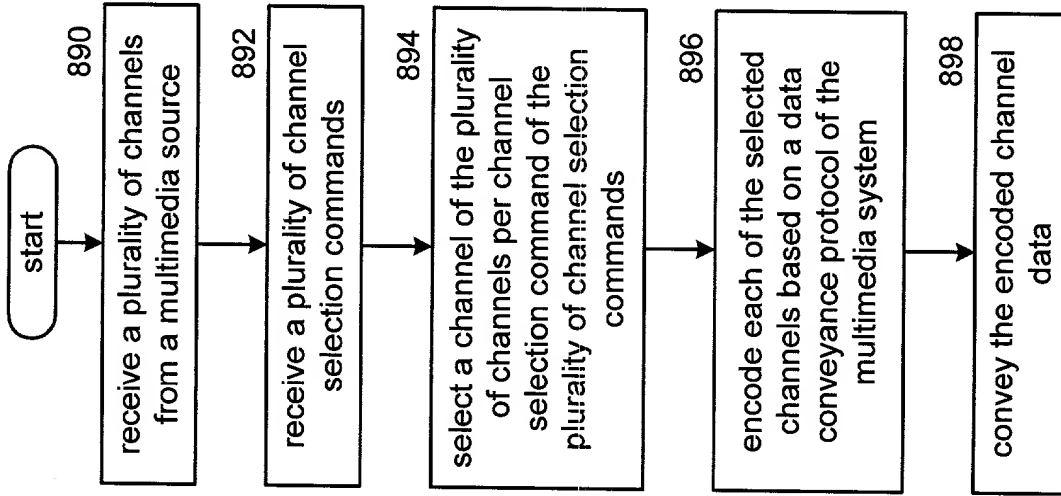 start
890
receive a plurality of channels
from a multimedia source
892
receive a plurality of channel
selection commands
894
select a channel of the plurality
of channels per channel
selection command of the
plurality of channel selection
commands
896
encode each of the selected
channels based on a data
conveyance protocol of the
multimedia system
898
convey the encoded channel
data